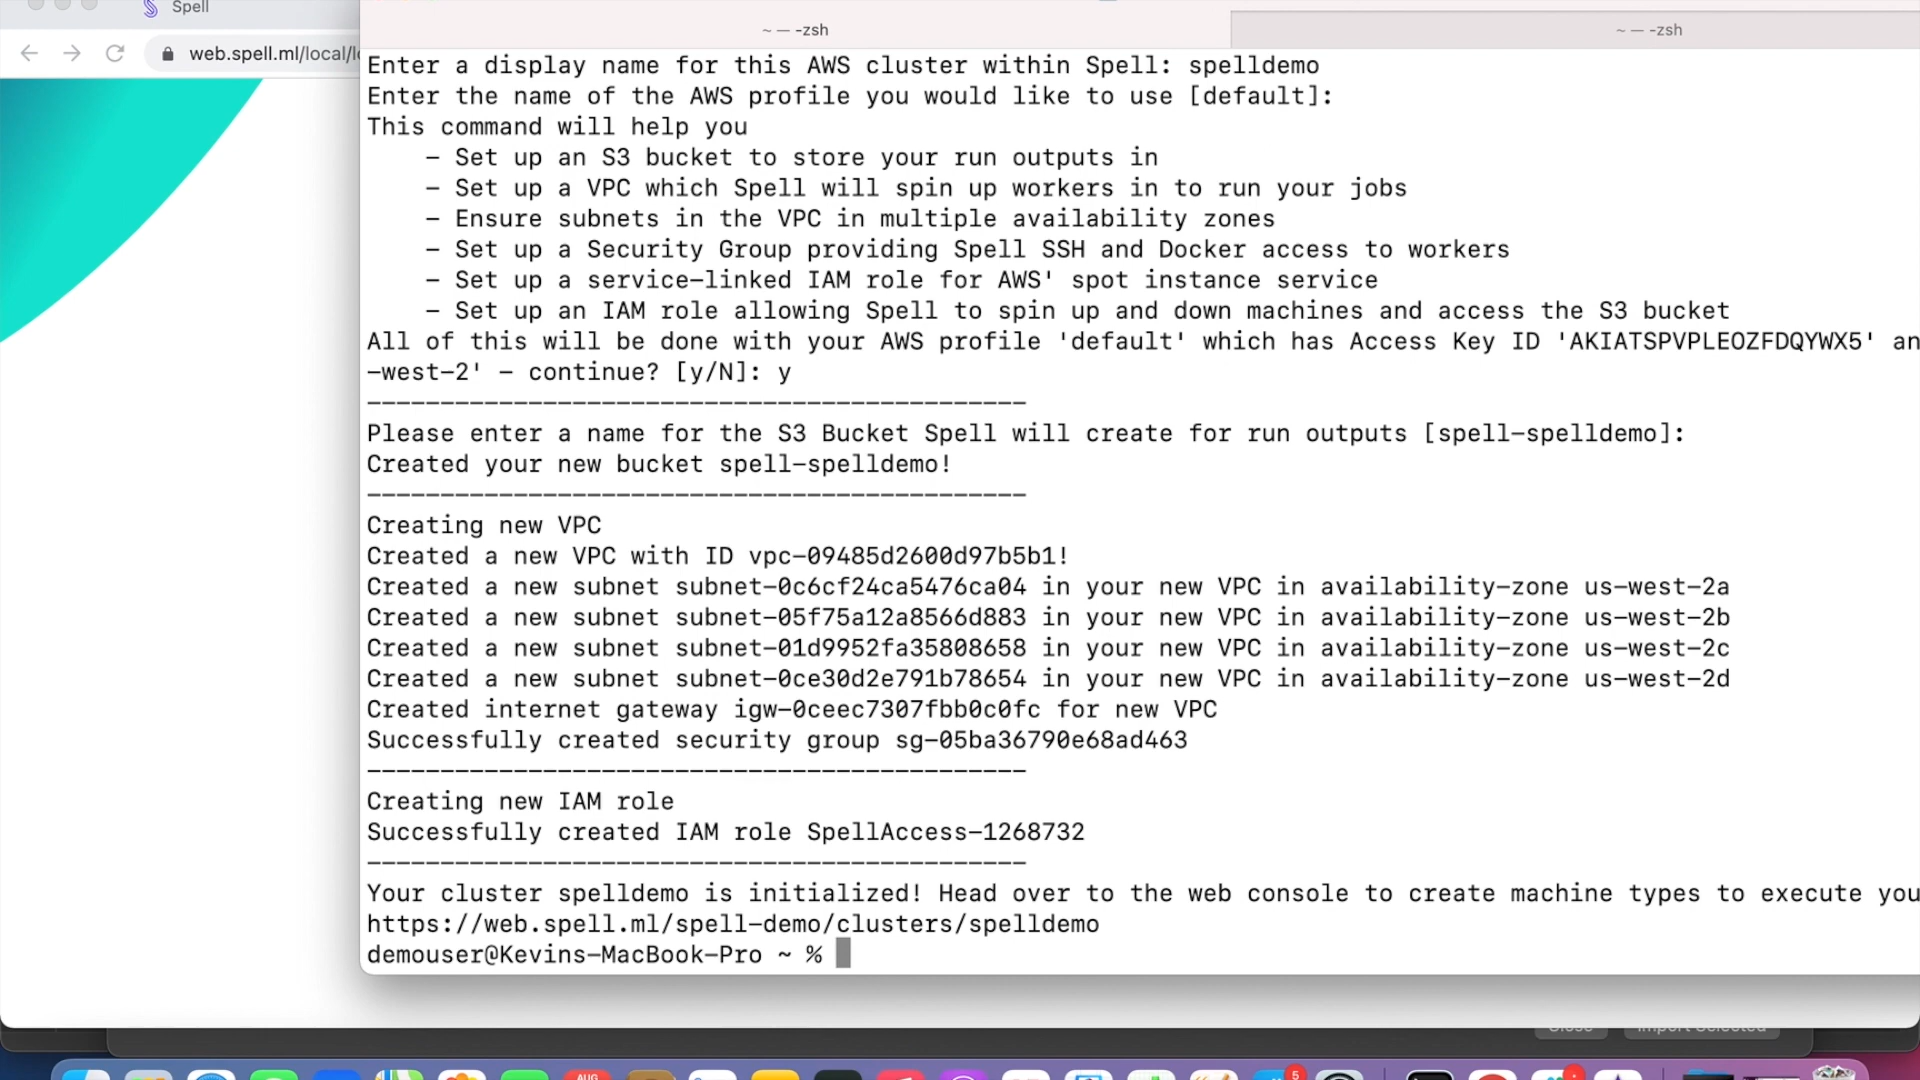 Spell
~ — -zsh
~ — -zsh
web.spell.ml/local/l
Enter a display name for this AWS cluster within Spell: spelldemo
Enter the name of the AWS profile you would like to use [default]:
This command will help you
– Set up an S3 bucket to store your run outputs in
– Set up a VPC which Spell will spin up workers in to run your jobs
– Ensure subnets in the VPC in multiple availability zones
– Set up a Security Group providing Spell SSH and Docker access to workers
– Set up a service-linked IAM role for AWS' spot instance service
– Set up an IAM role allowing Spell to spin up and down machines and access the S3 bucket
All of this will be done with your AWS profile 'default' which has Access Key ID 'AKIATSPVPLEOZFDQYWX5' an
-west-2' - continue? [y/N]: y
---------------------------------------------
Please enter a name for the S3 Bucket Spell will create for run outputs [spell-spelldemo]:
Created your new bucket spell-spelldemo!
---------------------------------------------
Creating new VPC
Created a new VPC with ID vpc-09485d2600d97b5b1!
Created a new subnet subnet-0c6cf24ca5476ca04 in your new VPC in availability-zone us-west-2a
Created a new subnet subnet-05f75a12a8566d883 in your new VPC in availability-zone us-west-2b
Created a new subnet subnet-01d9952fa35808658 in your new VPC in availability-zone us-west-2c
Created a new subnet subnet-0ce30d2e791b78654 in your new VPC in availability-zone us-west-2d
Created internet gateway igw-0ceec7307fbb0c0fc for new VPC
Successfully created security group sg-05ba36790e68ad463
---------------------------------------------
Creating new IAM role
Successfully created IAM role SpellAccess-1268732
---------------------------------------------
Your cluster spelldemo is initialized! Head over to the web console to create machine types to execute you
https://web.spell.ml/spell-demo/clusters/spelldemo
demouser@Kevins-MacBook-Pro ~ %
Close
Import Selected
AUG
5